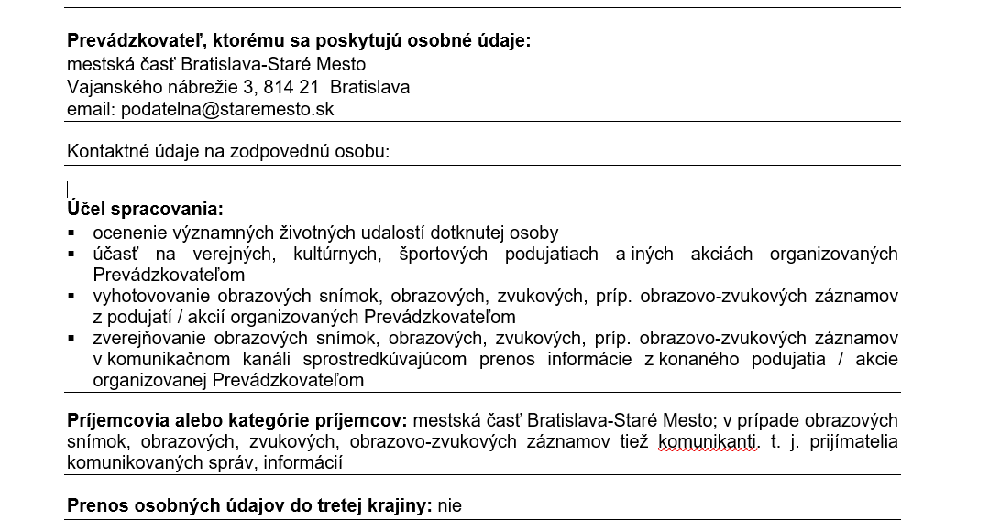 Prevádzkovateľ, ktorému sa poskytujú osobné údaje:
mestská časť Bratislava-Staré Mesto
Vajanského nábrežie 3, 814 21  Bratislava
email: podatelna@staremesto.sk
Kontaktné údaje na zodpovednú osobu:
Účel spracovania:
▪ ocenenie významných životných udalostí dotknutej osoby
▪ účasť na verejných, kultúrnych, športových podujatiach a iných akciách organizovaných
Prevádzkovateľom
▪ vyhotovovanie obrazových snímok, obrazových, zvukových, príp. obrazovo-zvukových záznamov
z podujatí / akcií organizovaných Prevádzkovateľom
▪ zverejňovanie obrazových snímok, obrazových, zvukových, príp. obrazovo-zvukových záznamov
v komunikačnom kanáli sprostredkúvajúcom prenos informácie z konaného podujatia / akcie
organizovanej Prevádzkovateľom
Príjemcovia alebo kategórie príjemcov: mestská časť Bratislava-Staré Mesto; v prípade obrazových
snímok, obrazových, zvukových, obrazovo-zvukových záznamov tiež komunikanti. t. j. prijímatelia
komunikovaných správ, informácií
Prenos osobných údajov do tretej krajiny: nie